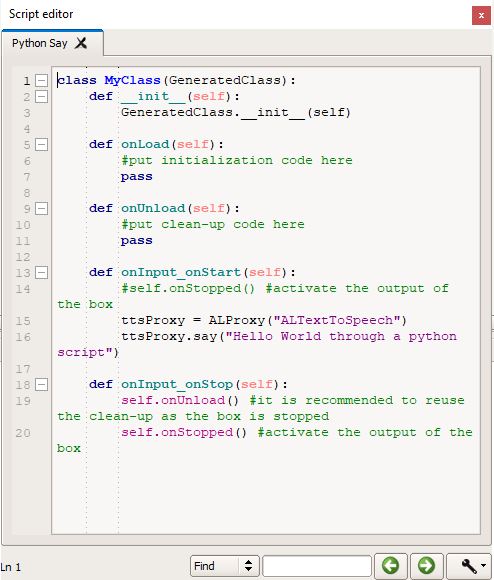 Script editor
x
Python Say X
1 class MyClass(GeneratedClass):
2     def __init__(self):
3         GeneratedClass.__init__(self)
4
5     def onLoad(self):
6         #put initialization code here
7         pass
8
9     def onUnload(self):
10         #put clean-up code here
11         pass
12
13     def onInput_onStart(self):
14         #self.onStopped() #activate the output of
the box
15         ttsProxy = ALProxy("ALTextToSpeech")
16         ttsProxy.say("Hello World through a python
script")
17
18     def onInput_onStop(self):
19         self.onUnload() #it is recommended to reuse
the clean-up as the box is stopped
20         self.onStopped() #activate the output of the
box
Ln 1
Find